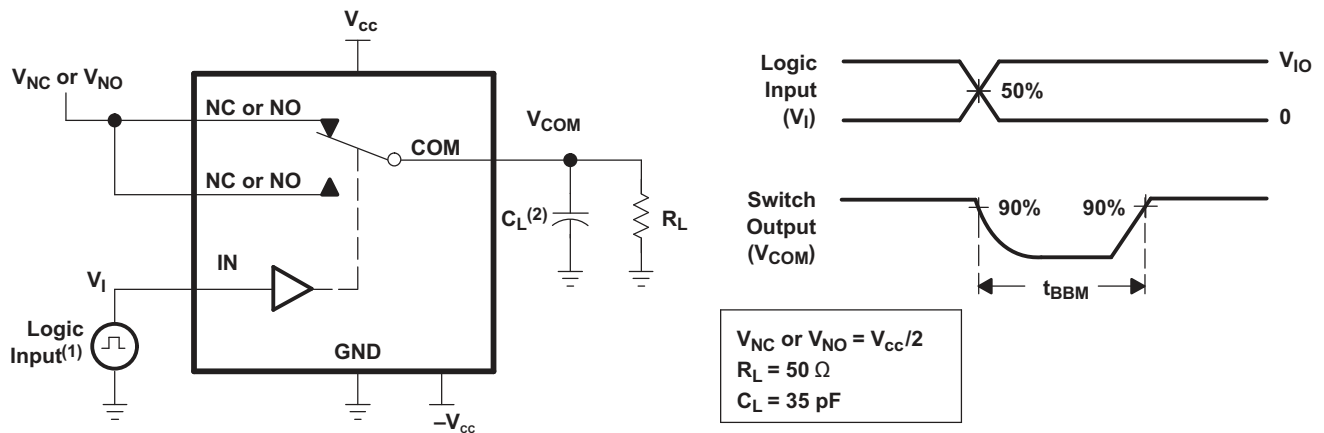 Vcc
VNC or VNO
NC or NO
VCOM
COM
NC or NO
CL(2)
RL
IN
VI
Logic
Input(1)
GND
–Vcc
Logic
Input
(VI)
50%
VIO
0
Switch
Output
(VCOM)
90%
90%
tBBM
VNC or VNO = Vcc/2
RL = 50 Ω
CL = 35 pF